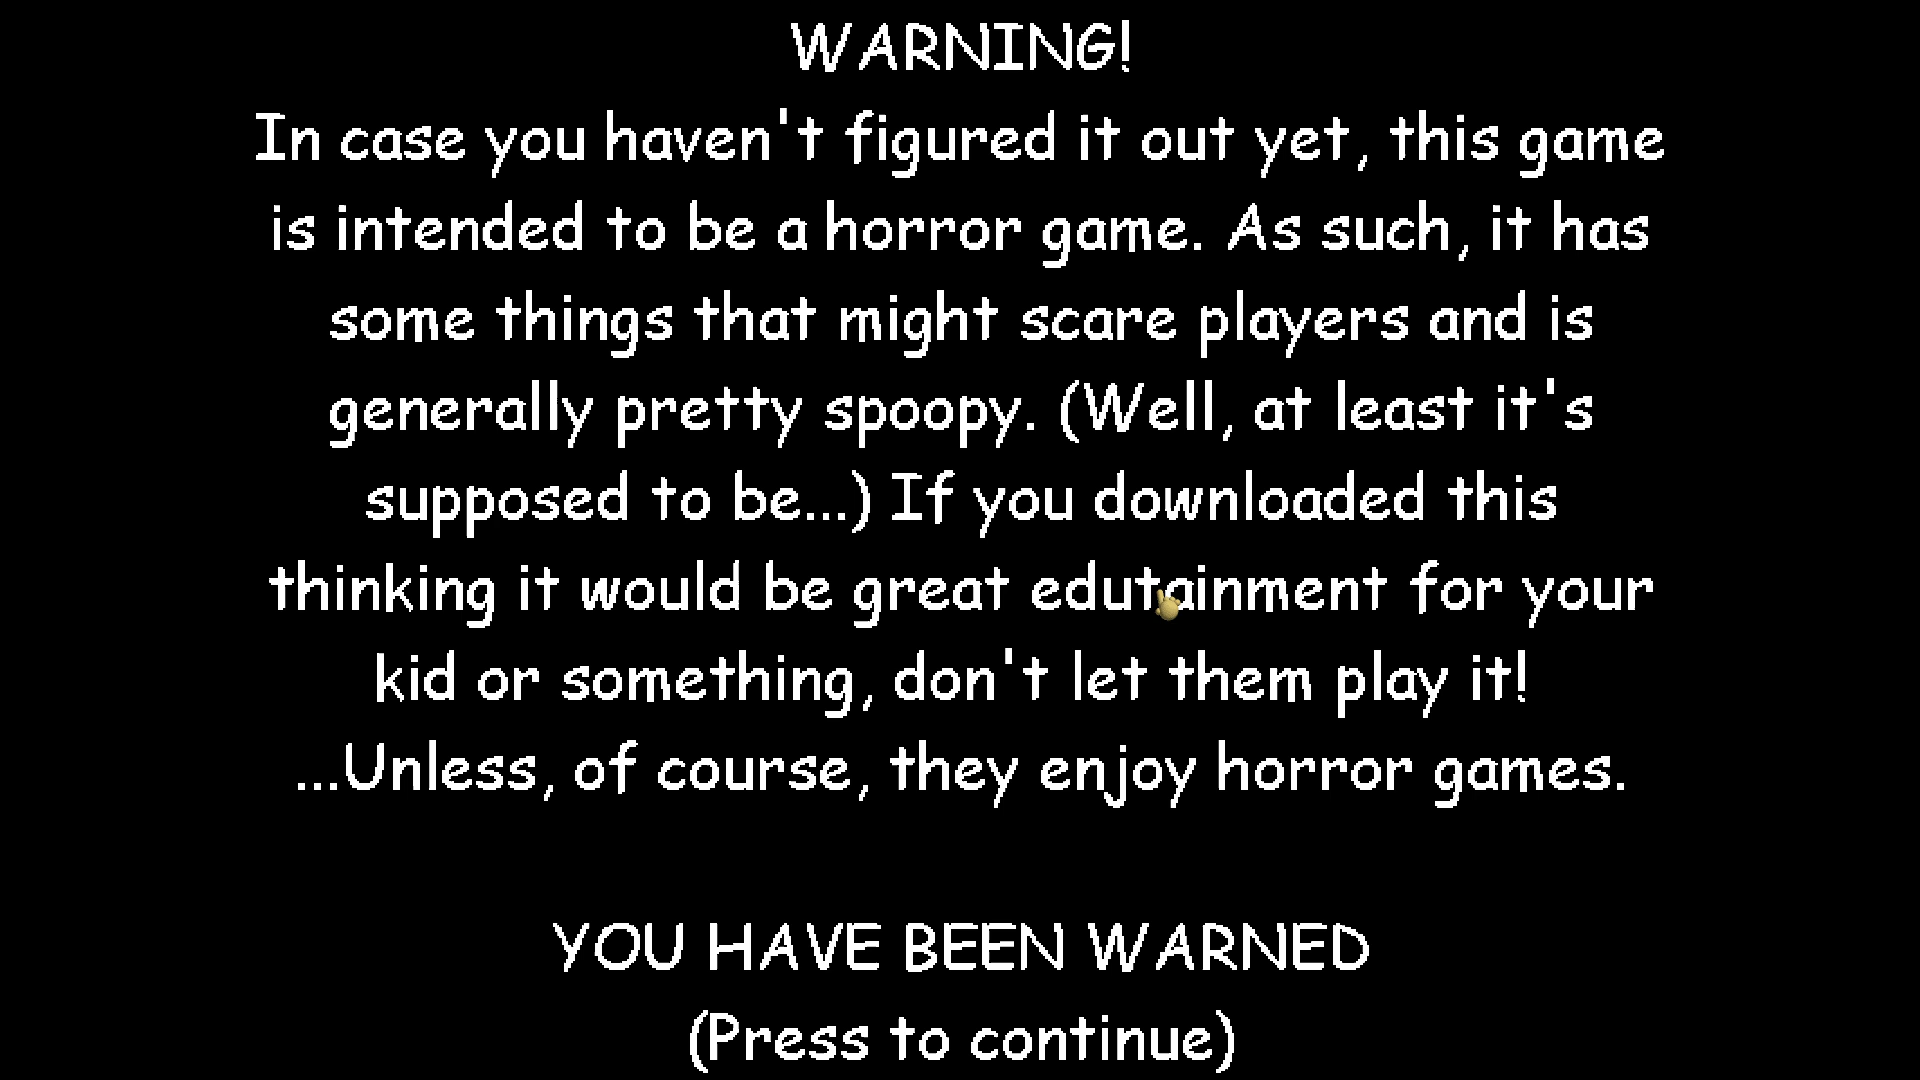 WARNING!
In case you haven't figured it out yet, this game
is intended to be a horror game. As such, it has
some things that might scare players and is
generally pretty spoopy. (Well, at least it's
supposed to be...) If you downloaded this
thinking it would be great edutainment for your
kid or something, don't let them play it!
...Unless, of course, they enjoy horror games.
YOU HAVE BEEN WARNED
(Press to continue)